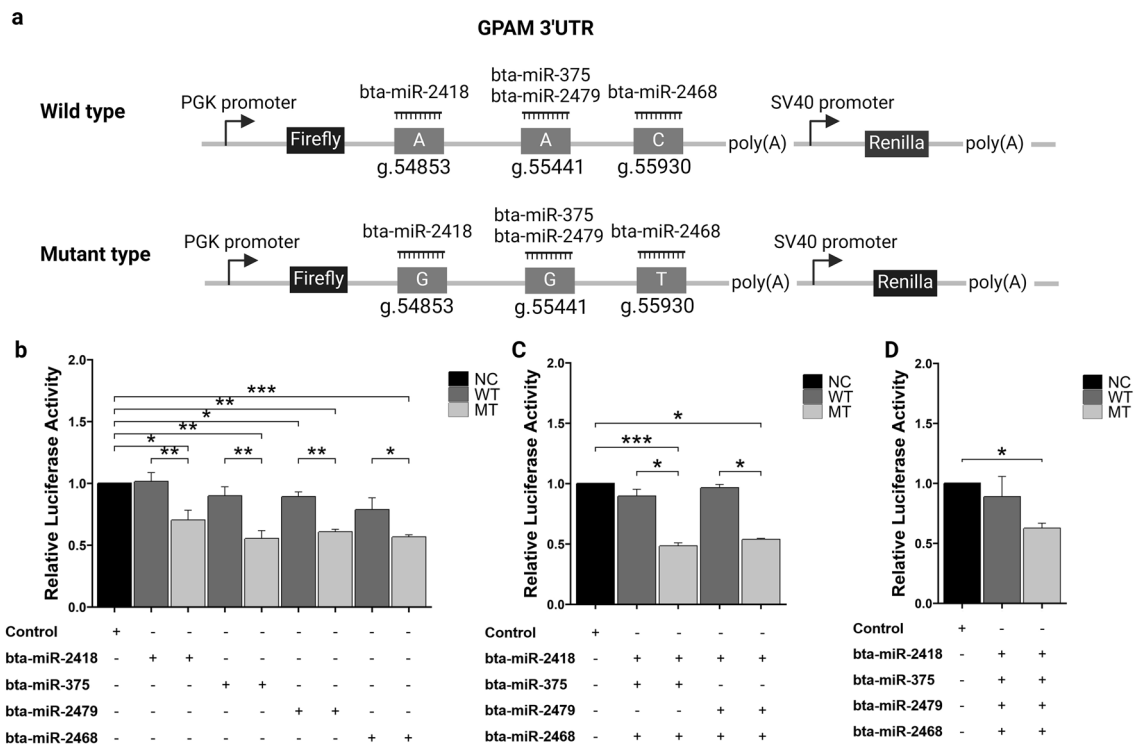 a
GPAM 3'UTR
bta-miR-375
bta-miR-2418 bta-miR-2479 bta-miR-2468
Wild type
PGK promoter SV40 promoter
Firefly A A C poly(A) Renilla poly(A)
g.54853 g.55441 g.55930
bta-miR-375
bta-miR-2418 bta-miR-2479 bta-miR-2468
Mutant type
PGK promoter SV40 promoter
Firefly G G T poly(A) Renilla poly(A)
g.54853 g.55441 g.55930
b
Relative Luciferase Activity
2.0
1.5
1.0
0.5
0.0
NC
WT
MT
***
**
*
**
*
** ** ** *
Control + - - - - - - - -
bta-miR-2418 - + + - - - - - -
bta-miR-375 - - - + + - - - -
bta-miR-2479 - - - - - + + - -
bta-miR-2468 - - - - - - - + +
C
Relative Luciferase Activity
2.0
1.5
1.0
0.5
0.0
NC
WT
MT
*
***
* *
Control + - - - -
bta-miR-2418 - + + + +
bta-miR-375 - + + - -
bta-miR-2479 - - - + +
bta-miR-2468 - + + + +
D
Relative Luciferase Activity
2.0
1.5
1.0
0.5
0.0
NC
WT
MT
*
Control + - -
bta-miR-2418 - + +
bta-miR-375 - + +
bta-miR-2479 - + +
bta-miR-2468 - + +